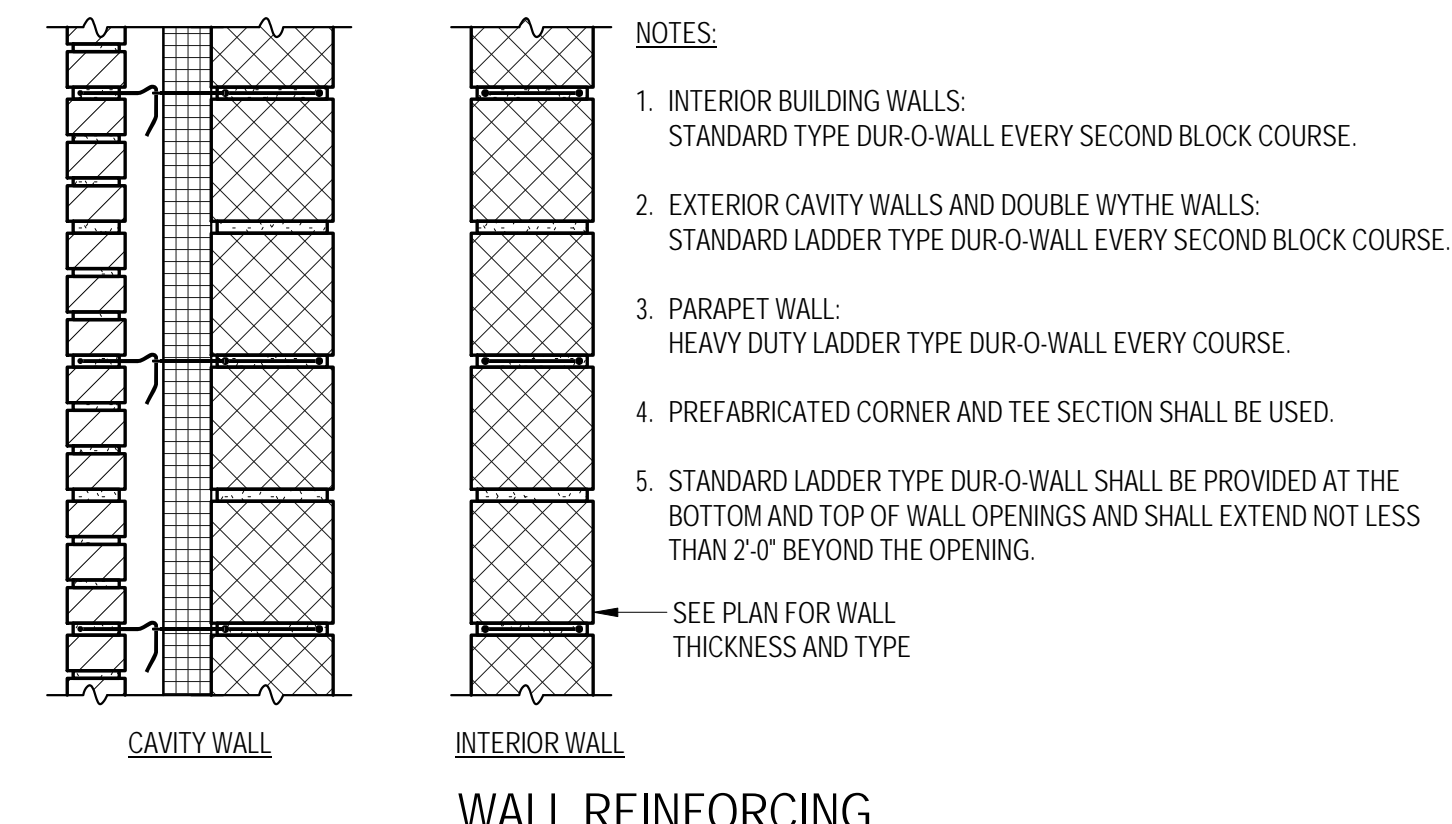 NOTES:
1. INTERIOR BUILDING WALLS:
STANDARD TYPE DUR-O-WALL EVERY SECOND BLOCK COURSE.
2. EXTERIOR CAVITY WALLS AND DOUBLE WYTHE WALLS:
STANDARD LADDER TYPE DUR-O-WALL EVERY SECOND BLOCK COURSE.
3. PARAPET WALL:
HEAVY DUTY LADDER TYPE DUR-O-WALL EVERY COURSE.
4. PREFABRICATED CORNER AND TEE SECTION SHALL BE USED.
5. STANDARD LADDER TYPE DUR-O-WALL SHALL BE PROVIDED AT THE
BOTTOM AND TOP OF WALL OPENINGS AND SHALL EXTEND NOT LESS
THAN 2'-0" BEYOND THE OPENING.
SEE PLAN FOR WALL
THICKNESS AND TYPE
CAVITY WALL
INTERIOR WALL
WALL REINFORCING